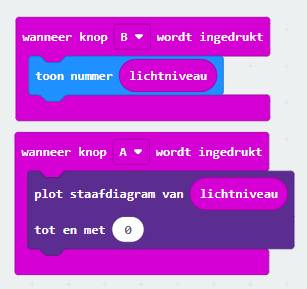 wanneer knop B wordt ingedrukt
toon nummer lichtniveau
wanneer knop A wordt ingedrukt
plot staafdiagram van lichtniveau
tot en met 0